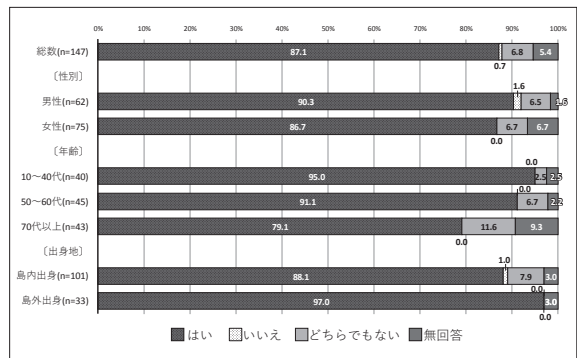 0% 10% 20% 30% 40% 50% 60% 70% 80% 90% 100%
総数(n=147) 87.1 0.7 6.8 5.4
〔性別〕
男性(n=62) 90.3 1.6 6.5 1.6
女性(n=75) 86.7 0.0 6.7 6.7
〔年齢〕
10～40代(n=40) 95.0 0.0 2.5 2.5
50～60代(n=45) 91.1 0.0 6.7 2.2
70代以上(n=43) 79.1 0.0 11.6 9.3
〔出身地〕
島内出身(n=101) 88.1 1.0 7.9 3.0
島外出身(n=33) 97.0 0.0 0.0 3.0
はい いいえ どちらでもない 無回答